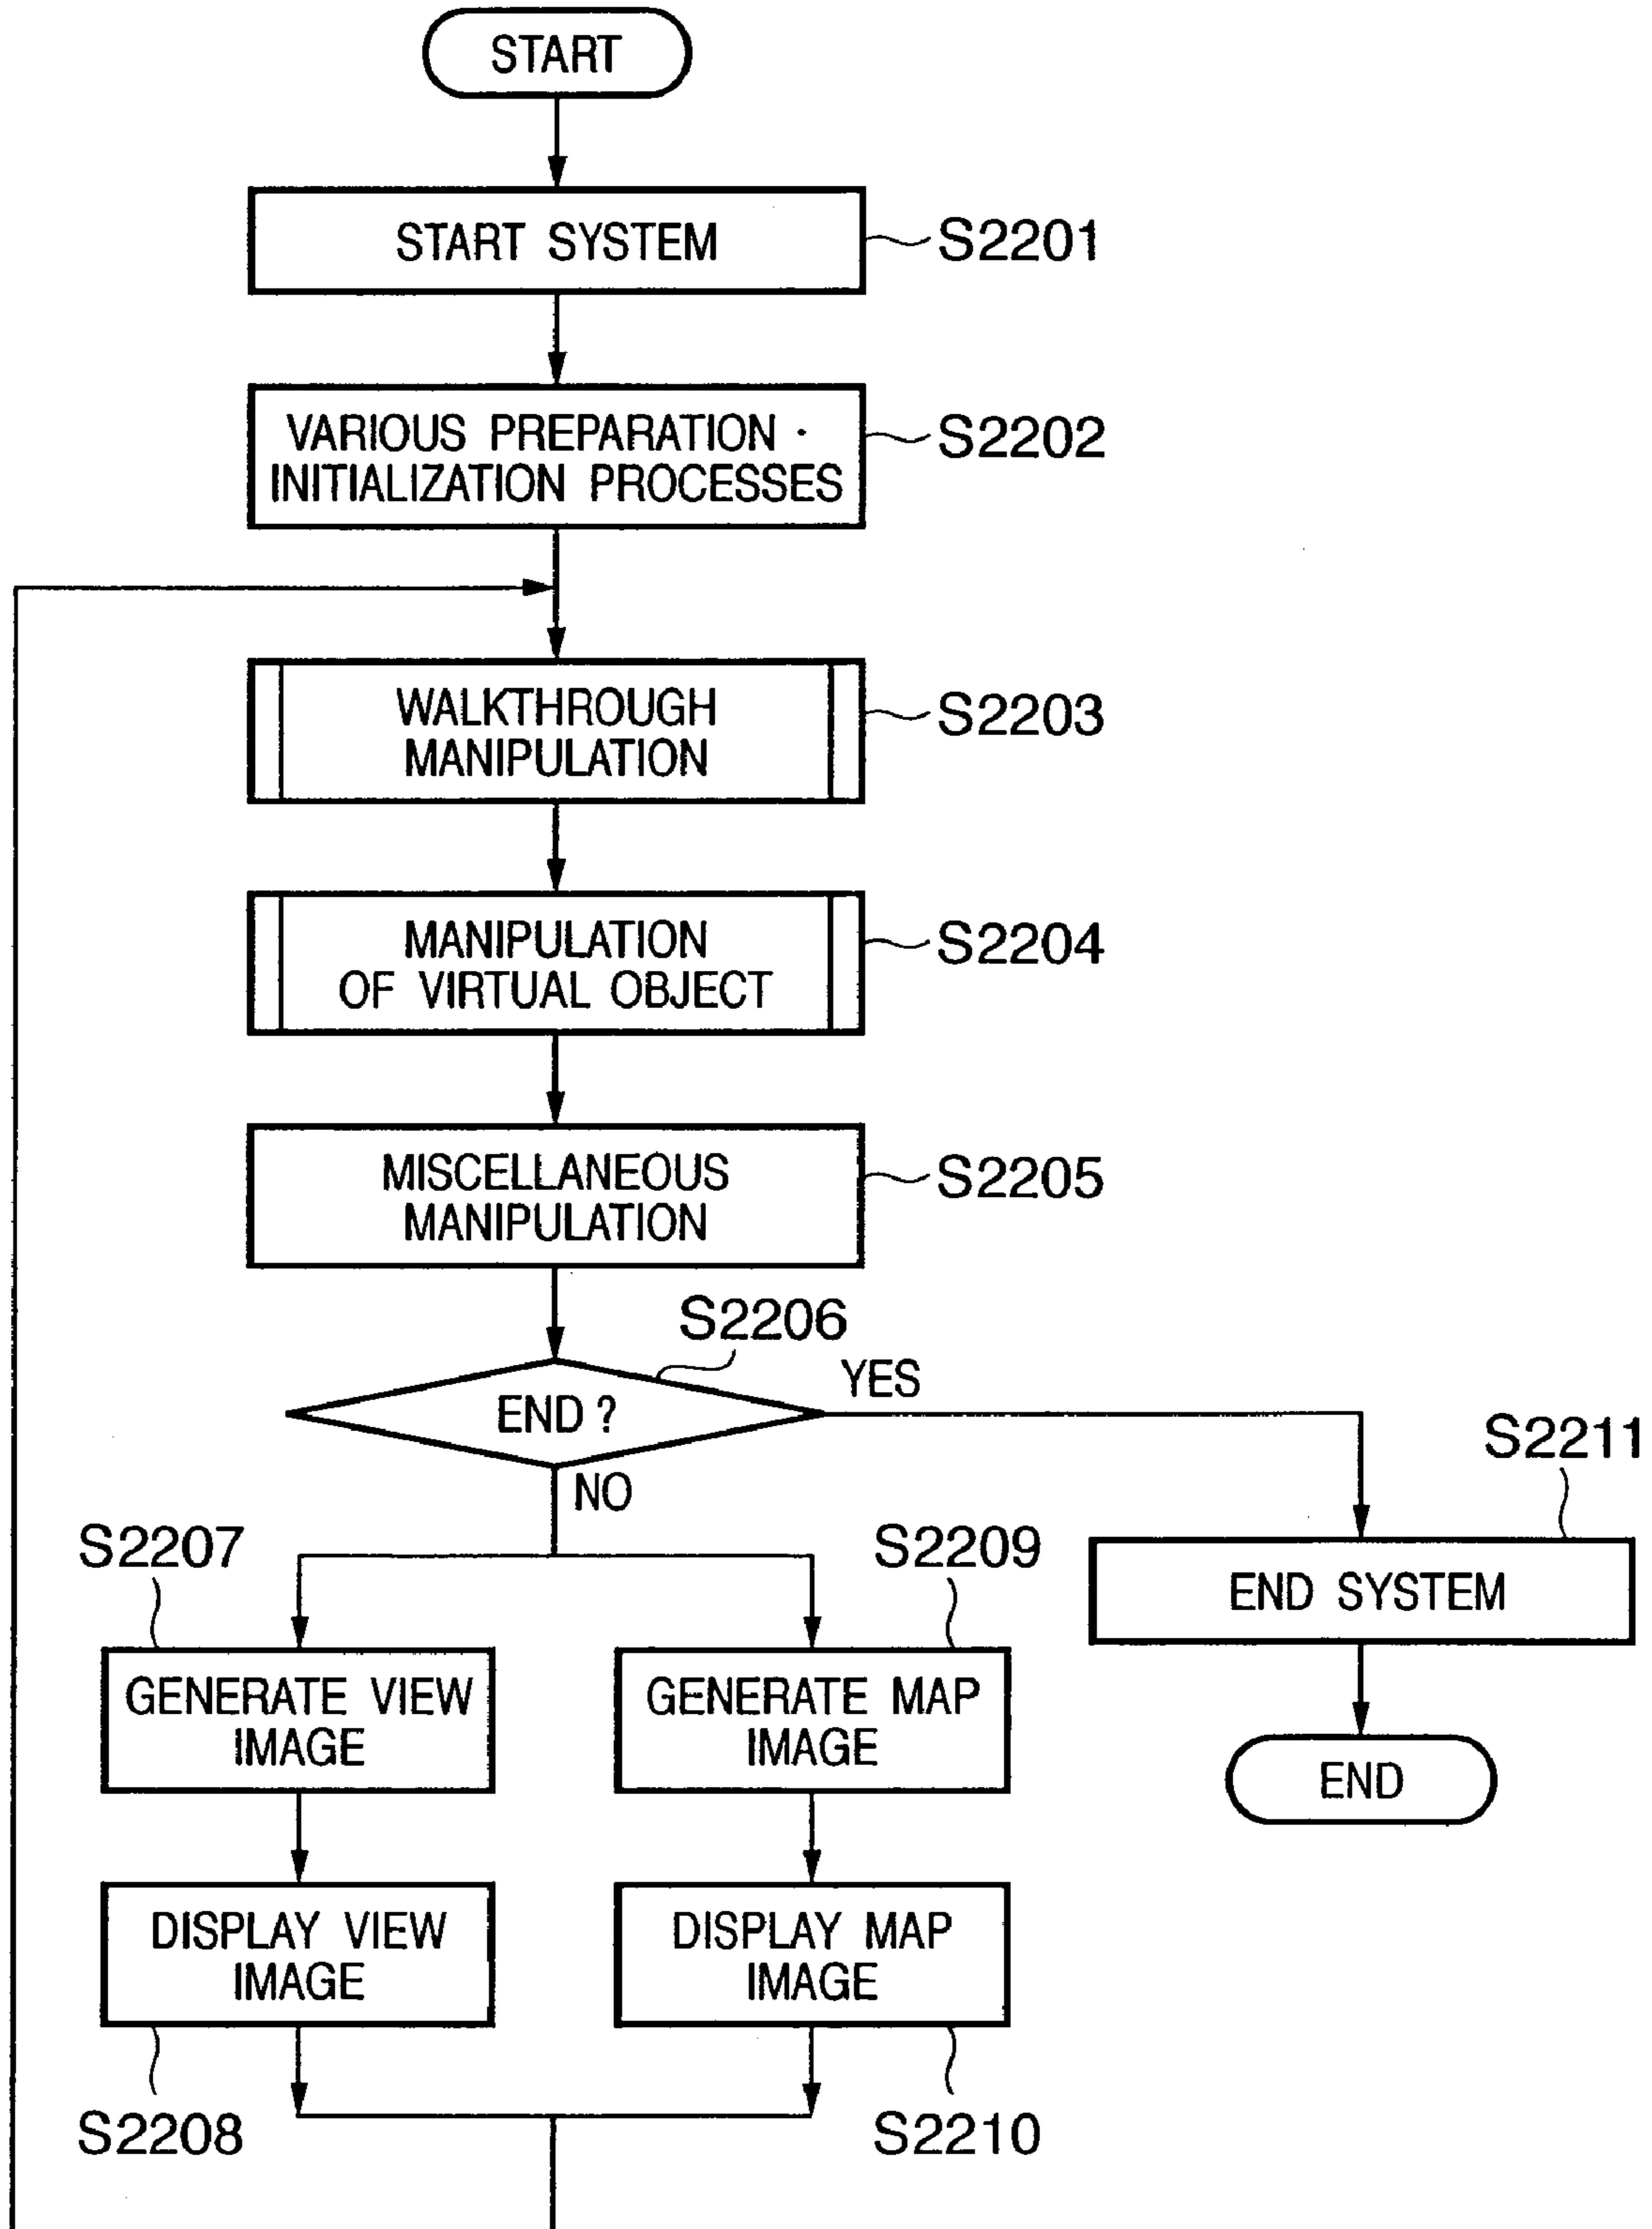 START
START SYSTEM
S2201
VARIOUS PREPARATION ·
INITIALIZATION PROCESSES
S2202
WALKTHROUGH
MANIPULATION
S2203
MANIPULATION
OF VIRTUAL OBJECT
S2204
MISCELLANEOUS
MANIPULATION
S2205
S2206
END ?
YES
NO
S2211
END SYSTEM
END
S2207
GENERATE VIEW
IMAGE
S2209
GENERATE MAP
IMAGE
DISPLAY VIEW
IMAGE
S2208
DISPLAY MAP
IMAGE
S2210